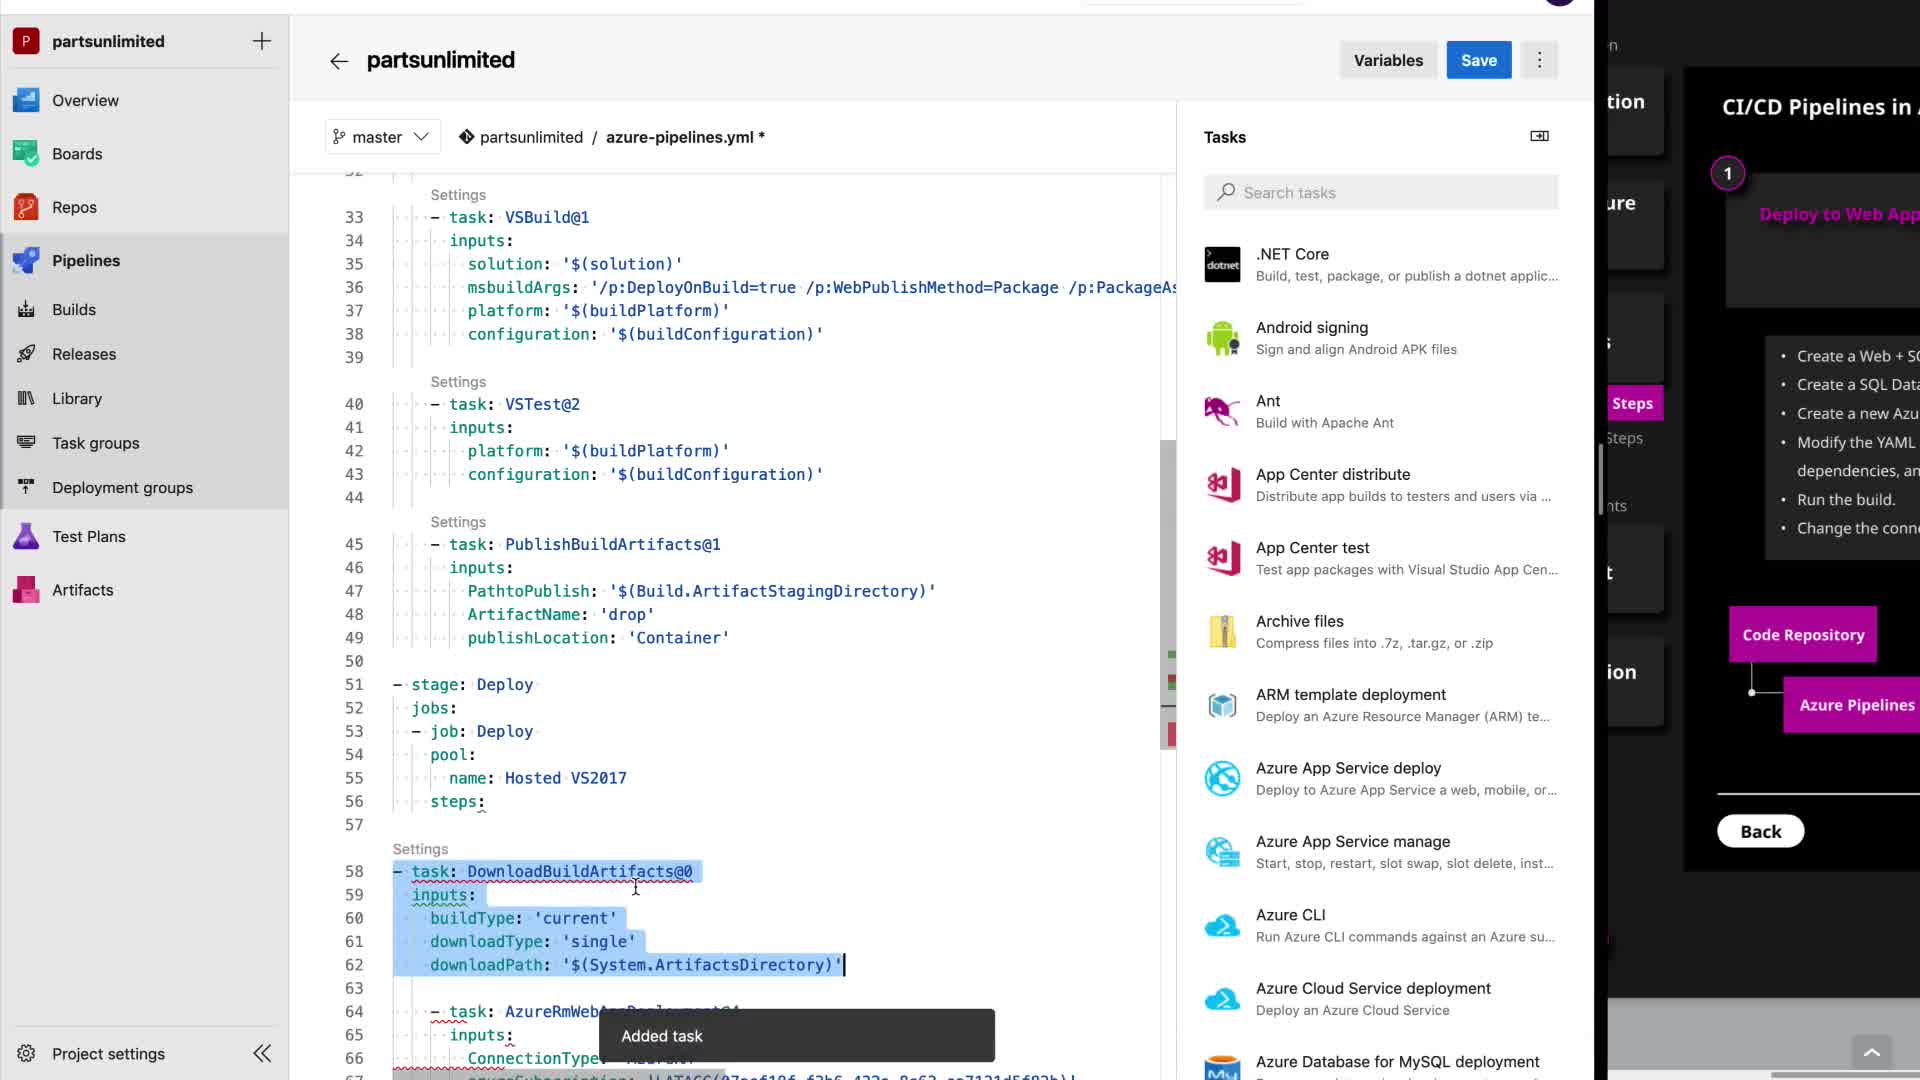 P partsunlimited
Overview
Boards
Repos
Pipelines
Builds
Releases
Library
Task groups
Deployment groups
Test Plans
Artifacts
Project settings
partsunlimited
Variables
Save
master
partsunlimited / azure-pipelines.yml *
Settings
33 - task: VSBuild@1
34 inputs:
35 solution: '$(solution)'
36 msbuildArgs: '/p:DeployOnBuild=true /p:WebPublishMethod=Package /p:PackageAs
37 platform: '$(buildPlatform)'
38 configuration: '$(buildConfiguration)'
39
Settings
40 - task: VSTest@2
41 inputs:
42 platform: '$(buildPlatform)'
43 configuration: '$(buildConfiguration)'
44
Settings
45 - task: PublishBuildArtifacts@1
46 inputs:
47 PathtoPublish: '$(Build.ArtifactStagingDirectory)'
48 ArtifactName: 'drop'
49 publishLocation: 'Container'
50
51 - stage: Deploy
52 jobs:
53 - job: Deploy
54 pool:
55 name: Hosted VS2017
56 steps:
57
Settings
58 - task: DownloadBuildArtifacts@0
59 inputs:
60 buildType: 'current'
61 downloadType: 'single'
62 downloadPath: '$(System.ArtifactsDirectory)'
63
64 - task:
65 inputs:
66 ConnectionType:
Added task
Tasks
Search tasks
dotnet
.NET Core
Build, test, package, or publish a dotnet applic...
Android signing
Sign and align Android APK files
Ant
Build with Apache Ant
App Center distribute
Distribute app builds to testers and users via ...
App Center test
Test app packages with Visual Studio App Cen...
Archive files
Compress files into .7z, .tar.gz, or .zip
ARM template deployment
Deploy an Azure Resource Manager (ARM) te...
Azure App Service deploy
Deploy to Azure App Service a web, mobile, or...
Azure App Service manage
Start, stop, restart, slot swap, slot delete, inst...
Azure CLI
Run Azure CLI commands against an Azure su...
Azure Cloud Service deployment
Deploy an Azure Cloud Service
My
Azure Database for MySQL deployment
n
tion
ure
s
Steps
Steps
nts
t
ion
CI/CD Pipelines in
1
Deploy to Web App
• Create a Web + SQ
• Create a SQL Data
• Create a new Azu
• Modify the YAML
dependencies, an
• Run the build.
• Change the conne
Code Repository
Azure Pipelines
Back